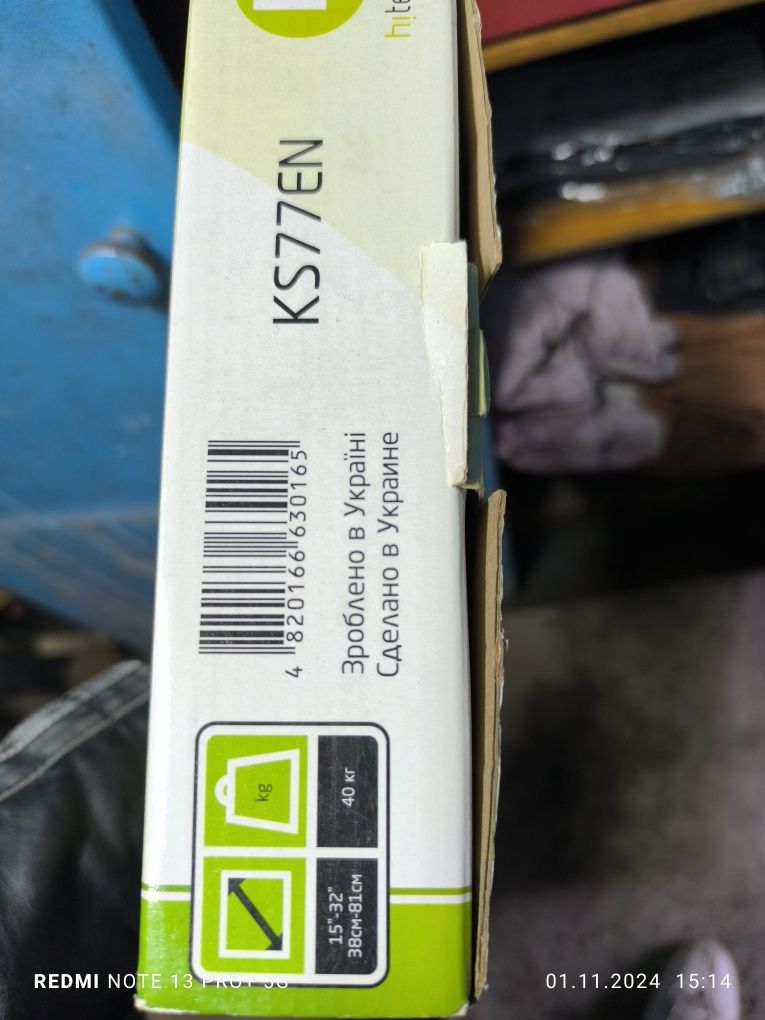 KS77EN
4 820166 630165
Зроблено в Україні
Сделано в Украине
kg
40 кг
15”-32”
38см-81см
REDMI NOTE 13 PRO+ 5G
01.11.2024 15:14